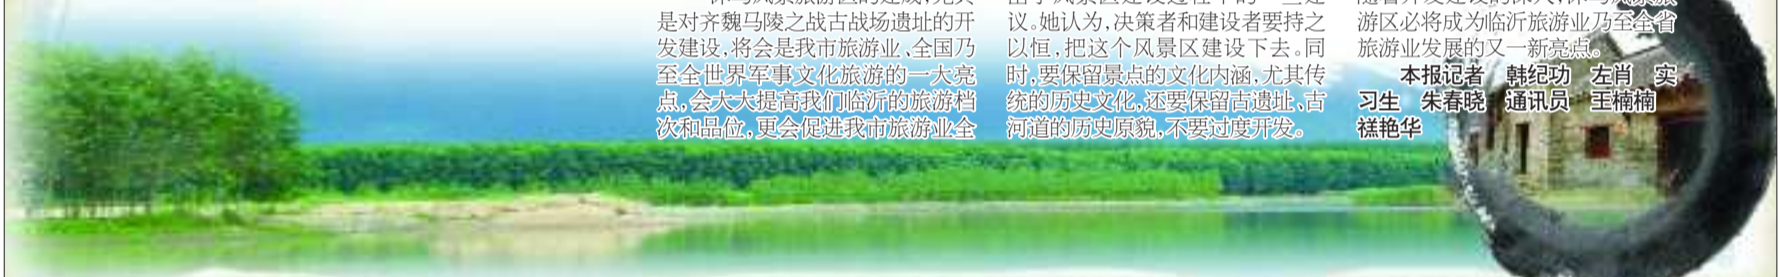 是对齐魏马陵之战古战场遗址的开
发建设,将会是我市旅游业、全国乃
至全世界军事文化旅游的一大亮
点,会大大提高我们临沂的旅游档
次和品位,更会促进我市旅游业全
议。她认为,决策者和建设者要持之
以恒,把这个风景区建设下去。同
时,要保留景点的文化内涵,尤其传
统的历史文化,还要保留古遗址、古
河道的历史原貌,不要过度开发。
游区必将成为临沂旅游业乃至全省
旅游业发展的又一新亮点。
本报记者 韩纪功 左肖 实
习生 朱春晓 通讯员 王楠楠
禚艳华